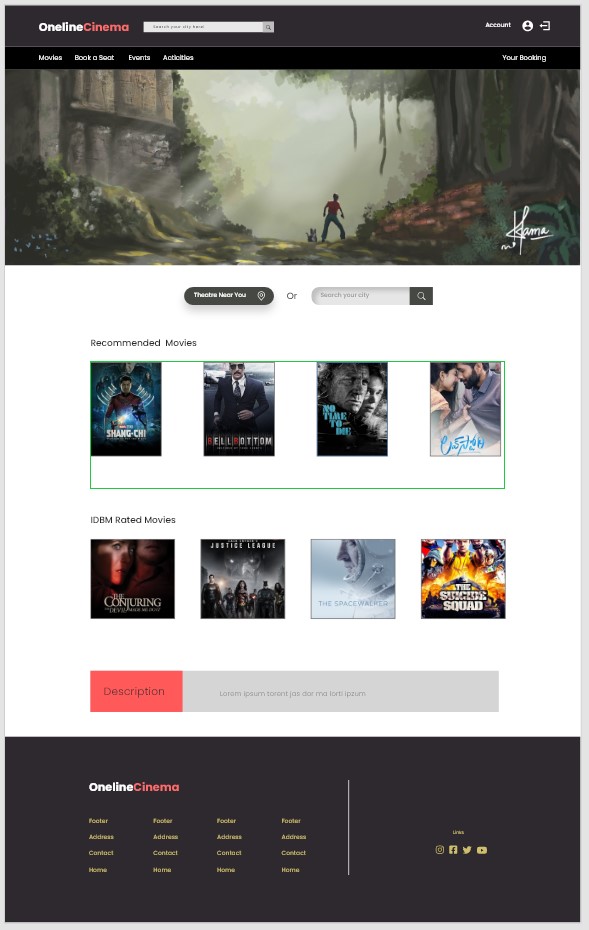 OnelineCinema
Search your city heral
Account
Movies Book a Seat Events Acticities Your Booking
Kama
Theatre Near You Or Search your city
Recommended Movies
SHANG-CHI
BELLBOTTOM
NO TIME TO DIE
లవ్ స్టోరి
IDBM Rated Movies
THE CONJURING
THE DEVIL MADE ME DO IT
JUSTICE LEAGUE
THE SPACEWALKER
THE SUICIDE SQUAD
Description Lorem ipsum torent jas dar ma lorti ipzum
OnelineCinema
Footer Footer Footer Footer
Address Address Address Address
Contact Contact Contact Contact
Home Home Home Home
Links